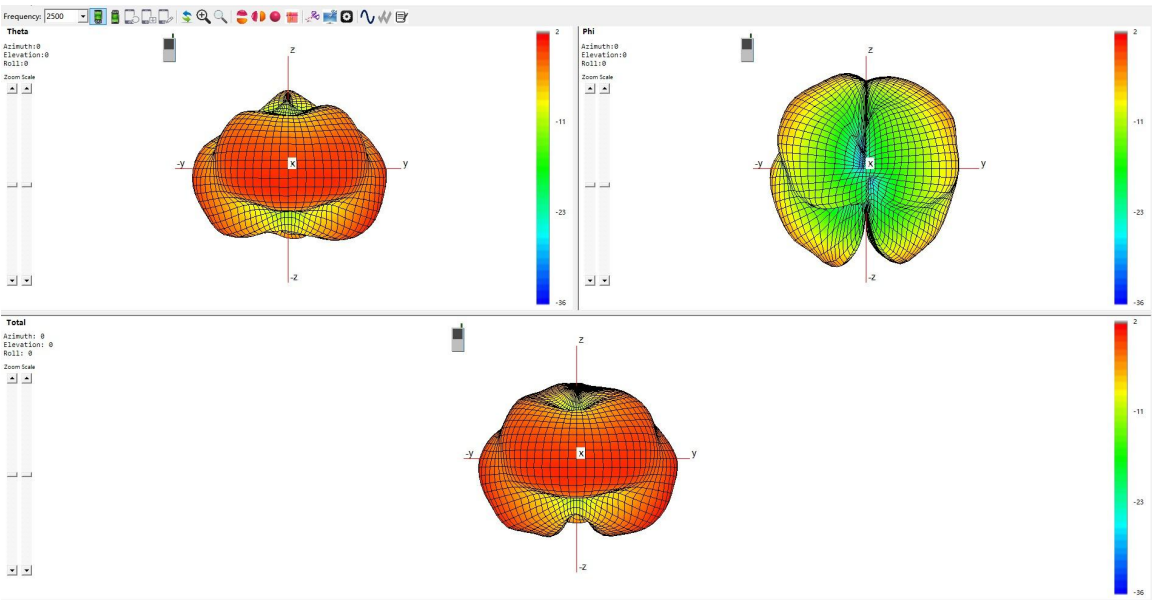 Frequency: 2500
Theta
Azimuth:0
Elevation:0
Roll:0
Zoom Scale
z
-y
x
y
-z
2
-11
-23
-36
Phi
Azimuth:0
Elevation:0
Roll:0
Zoom Scale
z
-y
x
y
-z
2
-11
-23
-36
Total
Azimuth: 0
Elevation: 0
Roll: 0
Zoom Scale
z
-y
x
y
-z
2
-11
-23
-36